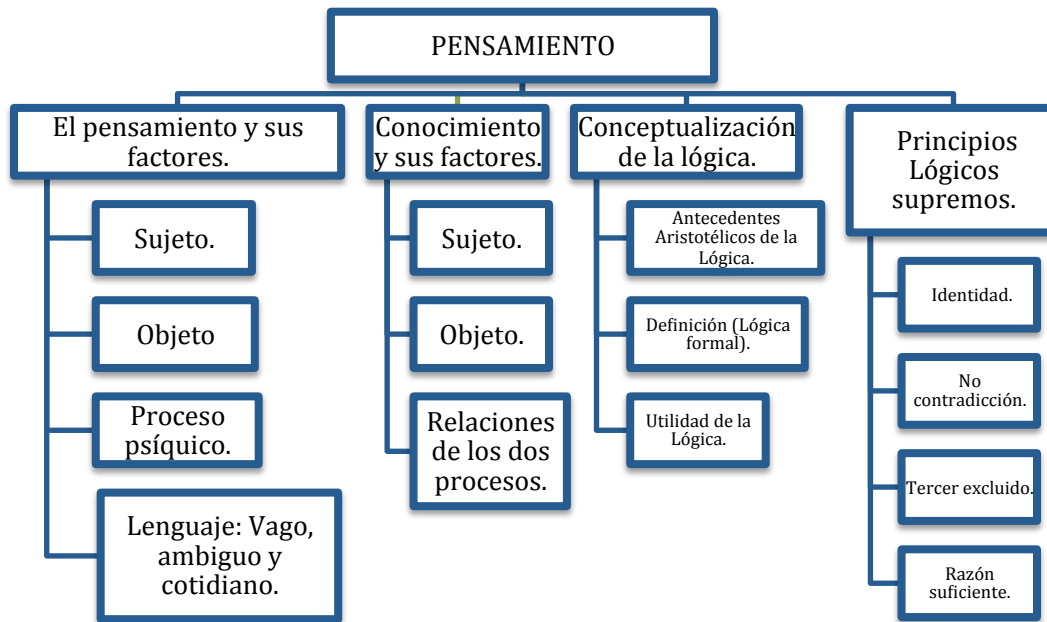 PENSAMIENTO
El pensamiento y sus
factores.
Sujeto.
Objeto
Proceso
psíquico.
Lenguaje: Vago,
ambiguo y
cotidiano.
Conocimiento
y sus factores.
Sujeto.
Objeto.
Relaciones
de los dos
procesos.
Conceptualización
de la lógica.
Antecedentes
Aristotélicos de la
Lógica.
Definición (Lógica
formal).
Utilidad de la
Lógica.
Principios
Lógicos
supremos.
Identidad.
No
contradicción.
Tercer excluido.
Razón
suficiente.